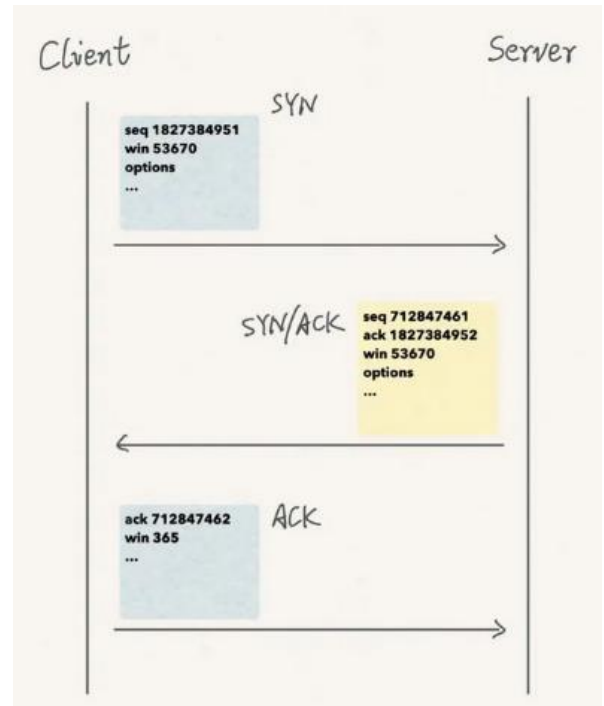 Client
Server
SYN
seq 1827384951
win 53670
options
...
SYN/ACK
seq 712847461
ack 1827384952
win 53670
options
...
ACK
ack 712847462
win 365
...